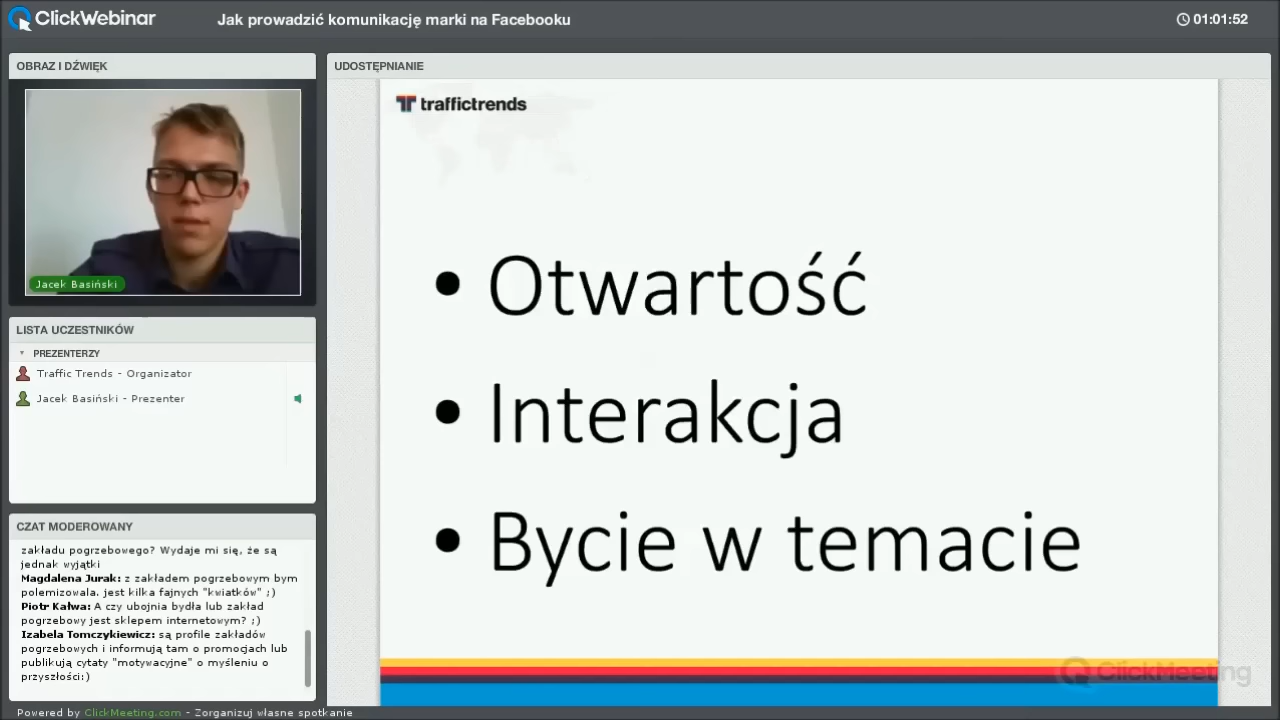 ClickWebinar
Jak prowadzić komunikację marki na Facebooku
01:01:52
OBRAZ I DŹWIĘK
Jacek Basiński
LISTA UCZESTNIKÓW
PREZENTERZY
Traffic Trends - Organizator
Jacek Basiński - Prezenter
CZAT MODEROWANY
zakładu pogrzebowego? Wydaje mi się, że są
jednak wyjątki
Magdalena Jurak: z zakładem pogrzebowym bym
polemizowala. jest kilka fajnych "kwiatków" ;)
Piotr Kałwa: A czy ubojnia bydła lub zakład
pogrzebowy jest sklepem internetowym? ;)
Izabela Tomczykiewicz: są profile zakładów
pogrzebowych i informują tam o promocjach lub
publikują cytaty "motywacyjne" o myśleniu o
przyszłości:)
UDOSTĘPNIANIE
traffictrends
• Otwartość
• Interakcja
• Bycie w temacie
ClickMeeting
Powered by ClickMeeting.com - Zorganizuj własne spotkanie